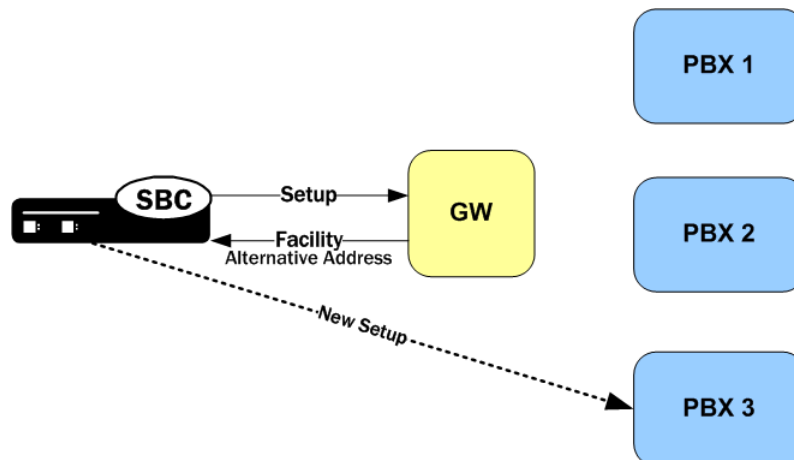 PBX 1
SBC
Setup
GW
Facility
Alternative Address
PBX 2
New Setup
PBX 3